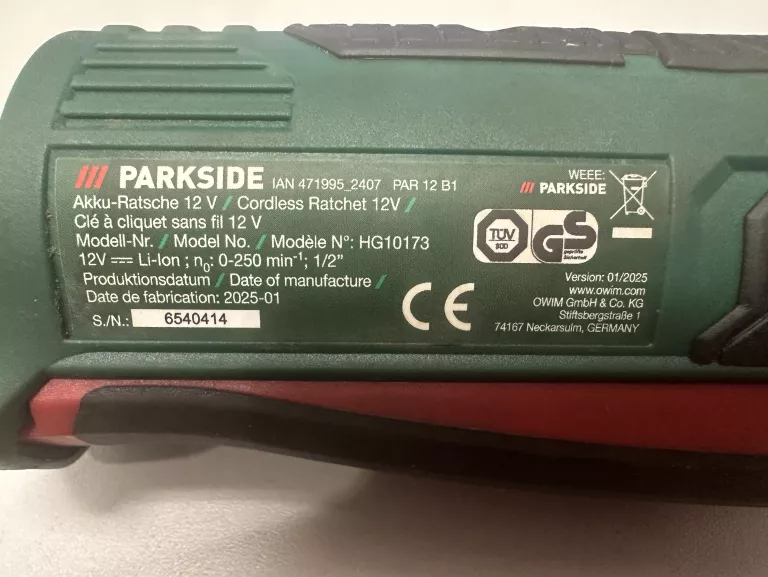 PARKSIDE IAN 471995_2407 PAR 12 B1
Akku-Ratsche 12 V / Cordless Ratchet 12V /
Clé à cliquet sans fil 12 V
Modell-Nr. / Model No. / Modèle N°: HG10173
12V ⎓ Li-Ion ; n₀: 0-250 min⁻¹; 1/2"
Produktionsdatum / Date of manufacture /
Date de fabrication: 2025-01
S./N.: 6540414
WEEE:
PARKSIDE
TÜV
SÜD
GS
geprüfte
Sicherheit
CE
Version: 01/2025
www.owim.com
OWIM GmbH & Co. KG
Stiftsbergstraße 1
74167 Neckarsulm, GERMANY